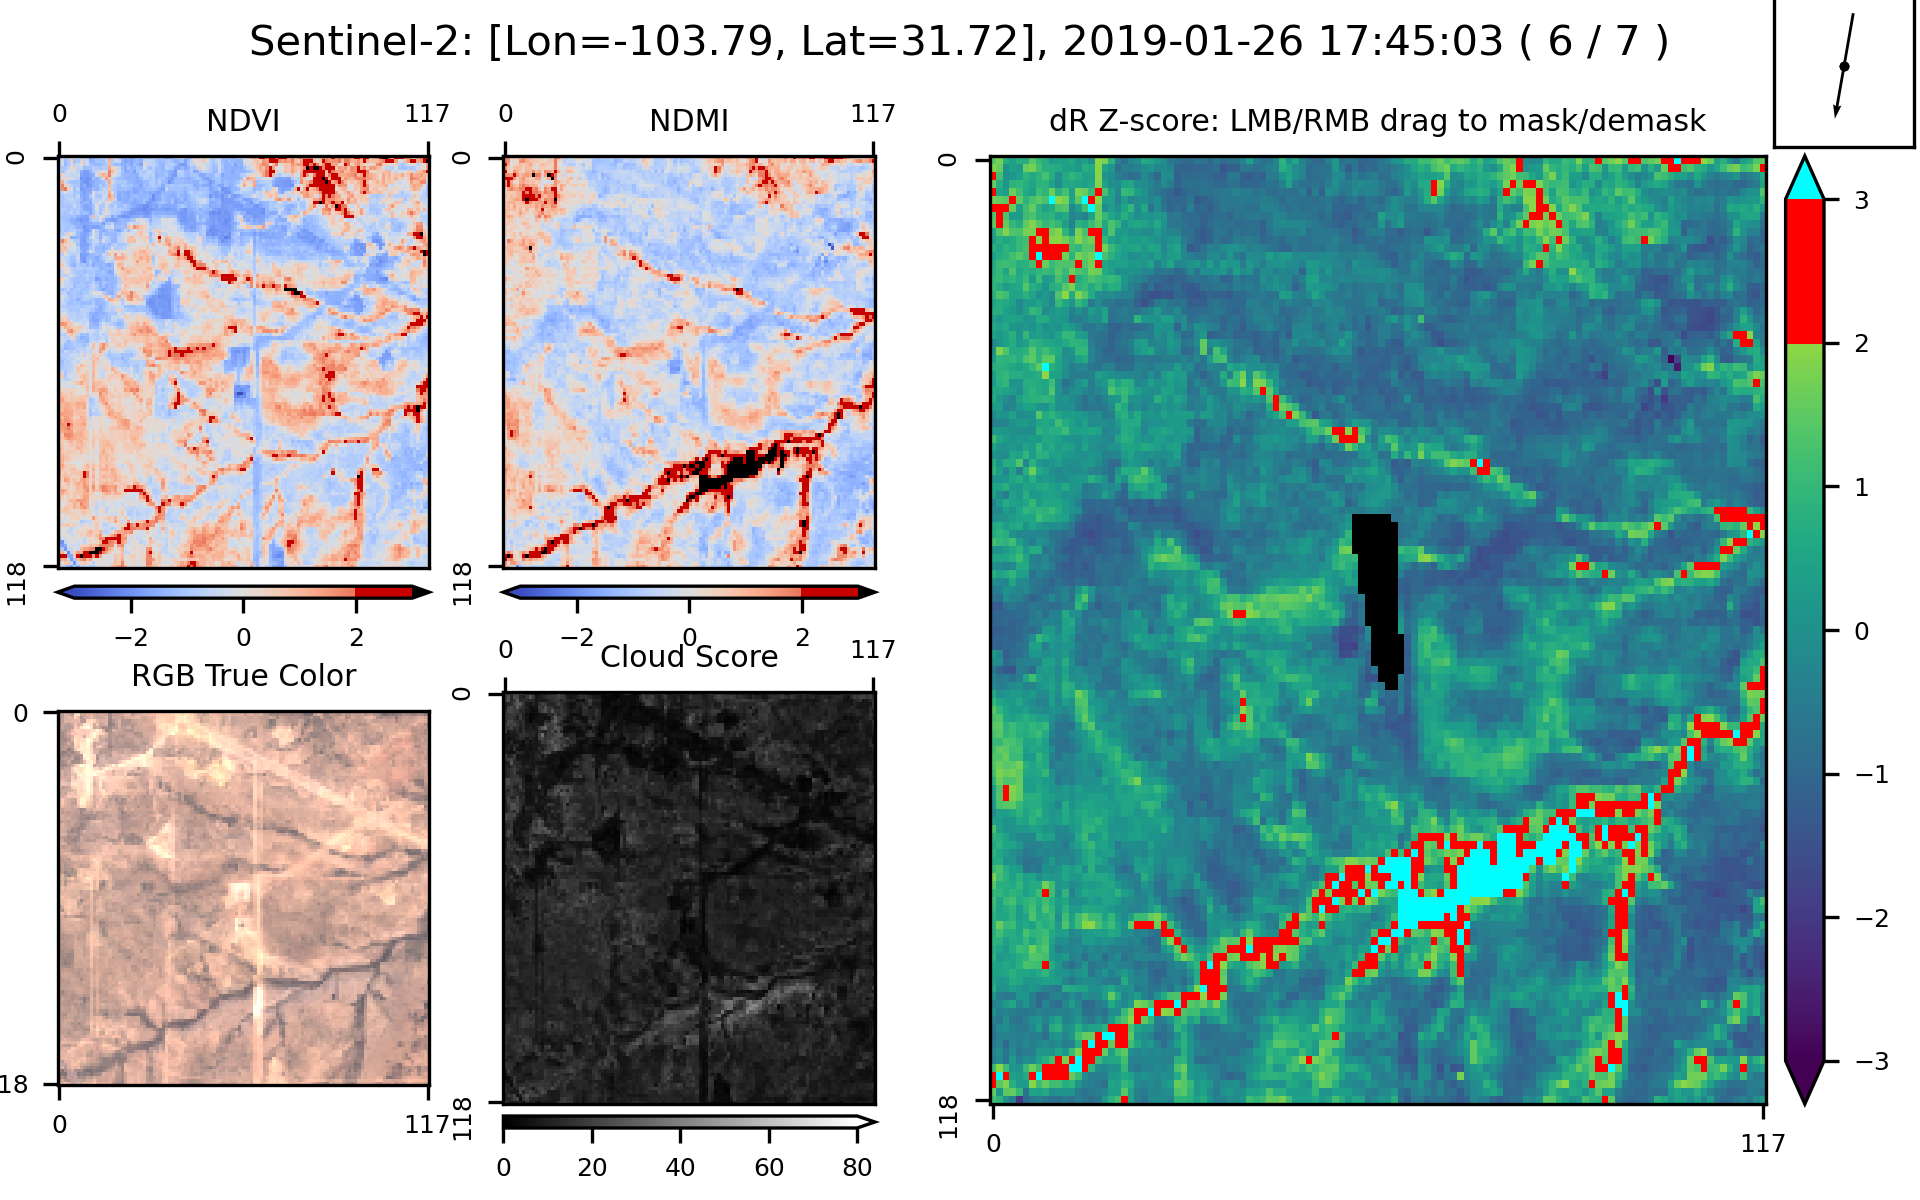 Sentinel-2: [Lon=-103.79, Lat=31.72], 2019-01-26 17:45:03 ( 6 / 7 )
0 NDVI 117
0
118
−2 0 2
0 NDMI 117
0
118
−2 0 2
dR Z-score: LMB/RMB drag to mask/demask
0
118
0 117
3
2
1
0
−1
−2
−3
RGB True Color
0
18
0 117
0 Cloud Score 117
0
118
0 20 40 60 80